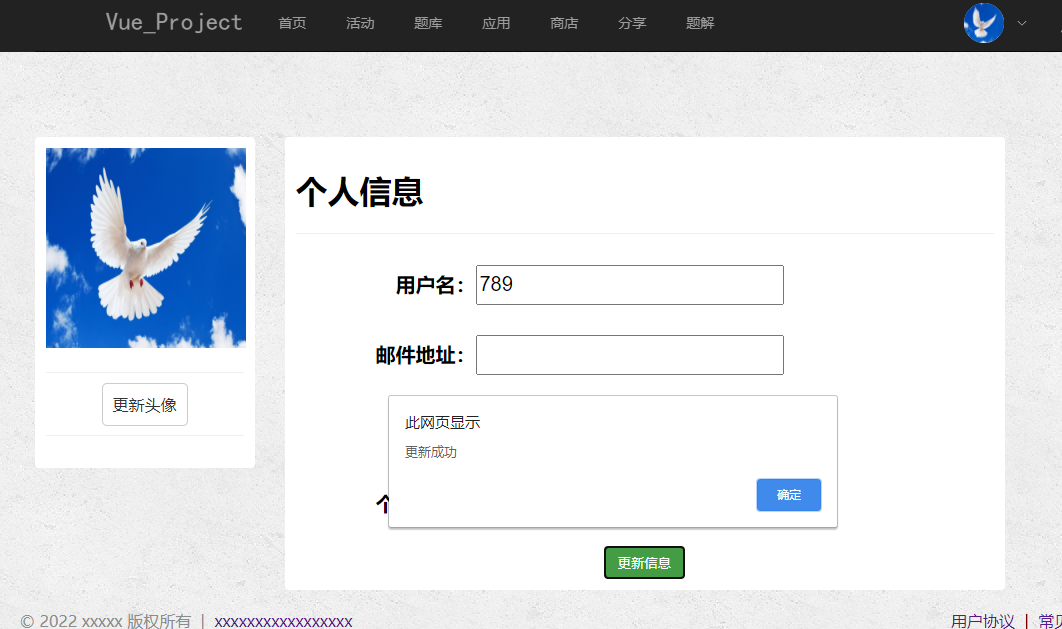 Vue_Project 首页 活动 题库 应用 商店 分享 题解
个人信息
用户名： 789
邮件地址：
更新头像
此网页显示
更新成功
确定
个
更新信息
© 2022 xxxxx 版权所有 | xxxxxxxxxxxxxxxxx 用户协议 | 常见